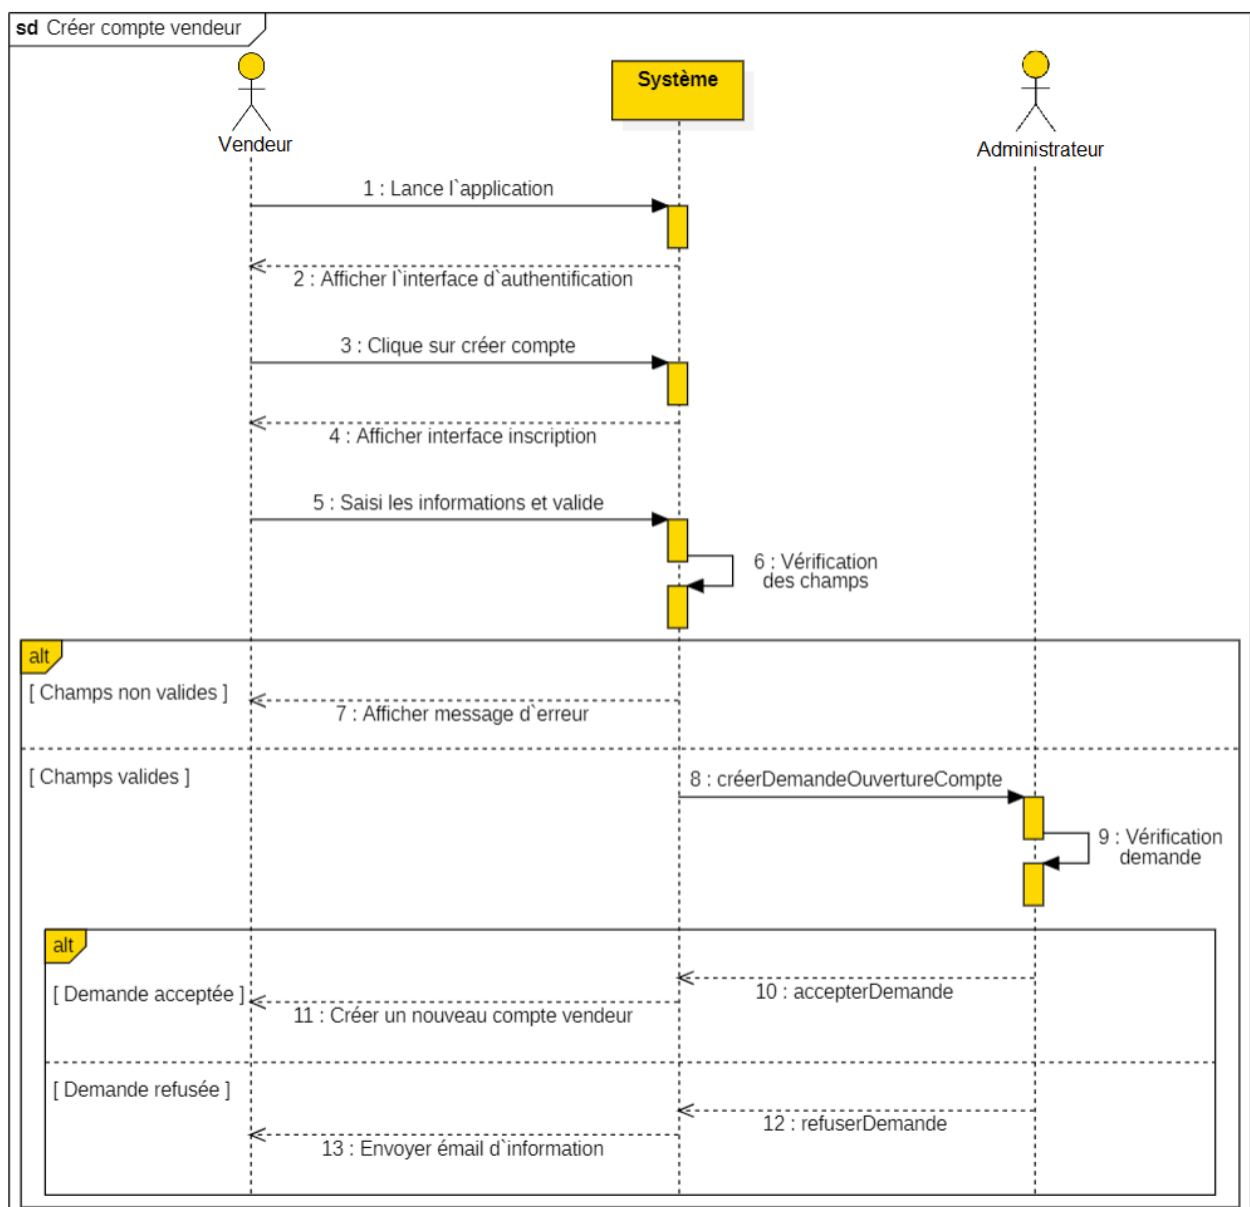 sd Créer compte vendeur
Système
Vendeur
Administrateur
1 : Lance l`application
2 : Afficher l`interface d`authentification
3 : Clique sur créer compte
4 : Afficher interface inscription
5 : Saisi les informations et valide
6 : Vérification
des champs
alt
[ Champs non valides ]
7 : Afficher message d`erreur
[ Champs valides ]
8 : créerDemandeOuvertureCompte
9 : Vérification
demande
alt
[ Demande acceptée ]
10 : accepterDemande
11 : Créer un nouveau compte vendeur
[ Demande refusée ]
12 : refuserDemande
13 : Envoyer émail d`information